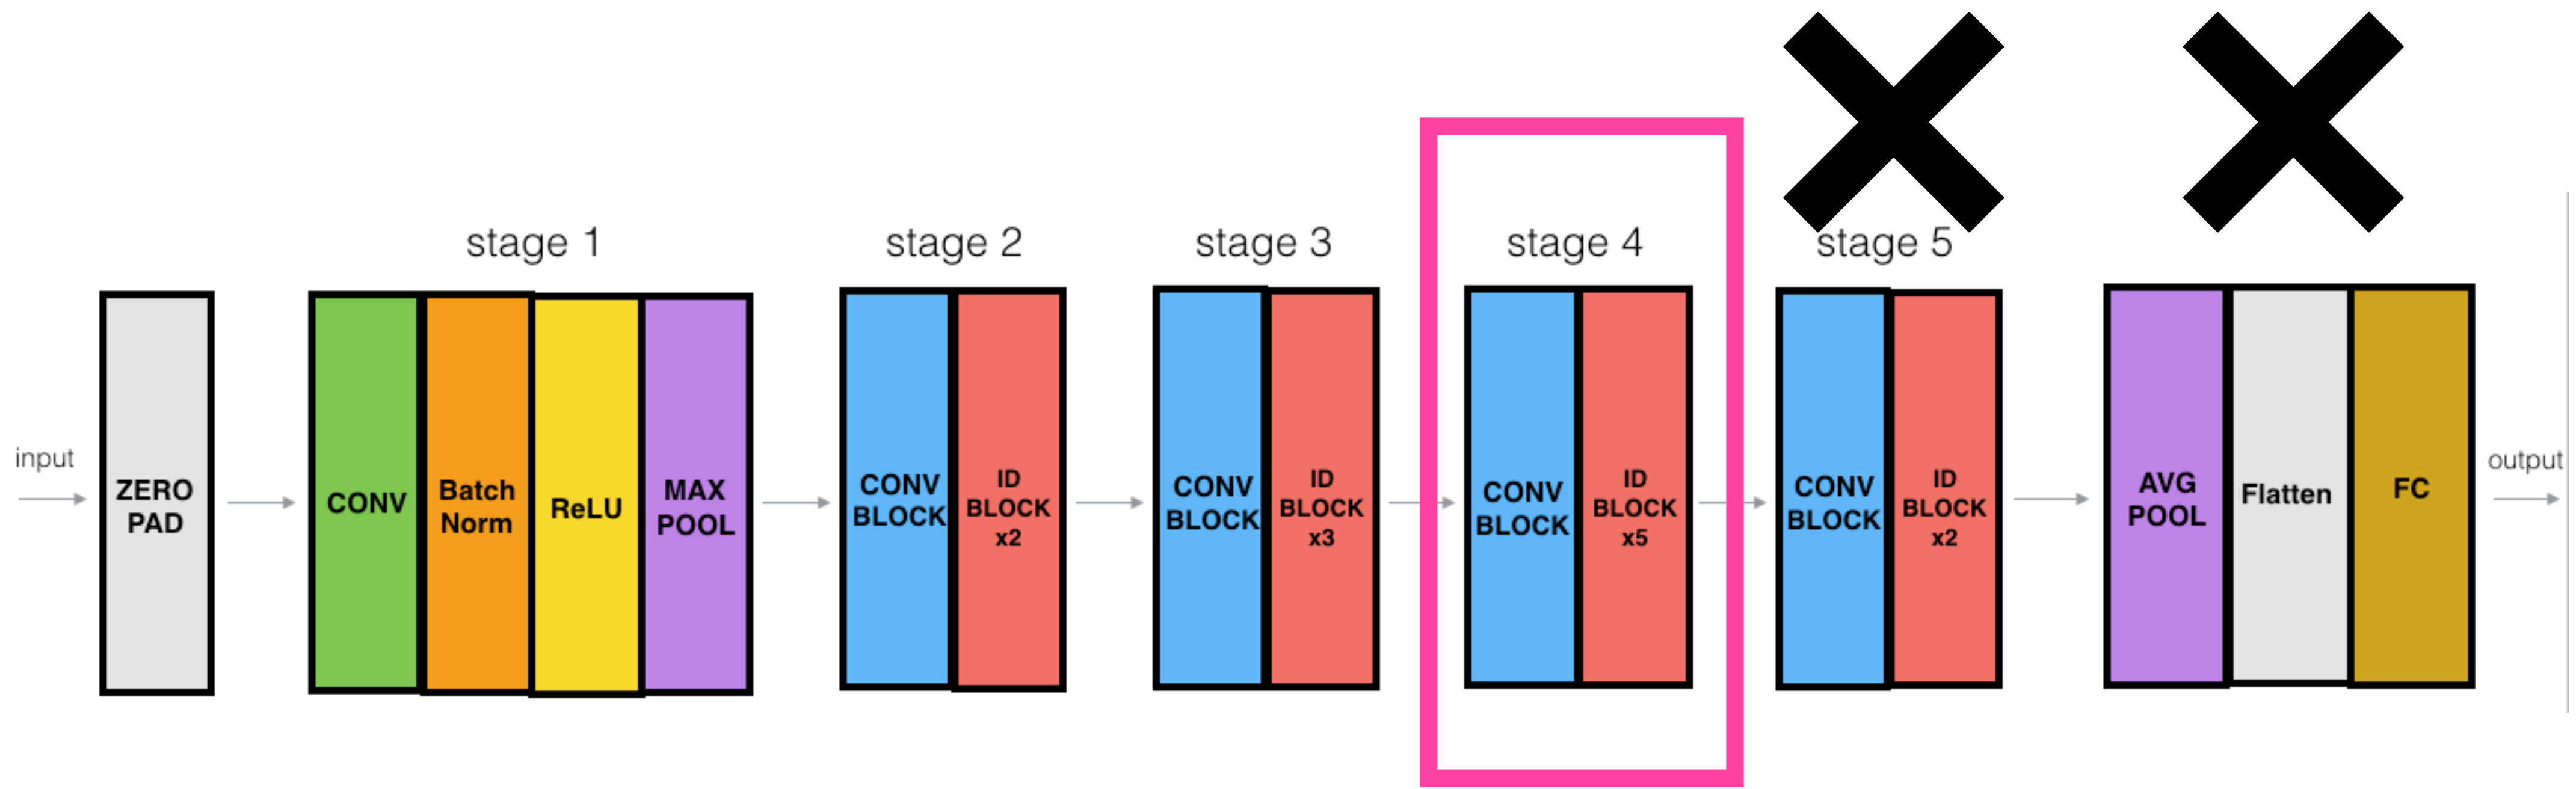 stage 1
stage 2
stage 3
stage 4
stage 5
input
ZERO
PAD
CONV
Batch
Norm
ReLU
MAX
POOL
CONV
BLOCK
ID
BLOCK
x2
CONV
BLOCK
ID
BLOCK
x3
CONV
BLOCK
ID
BLOCK
x5
CONV
BLOCK
ID
BLOCK
x2
AVG
POOL
Flatten
FC
output